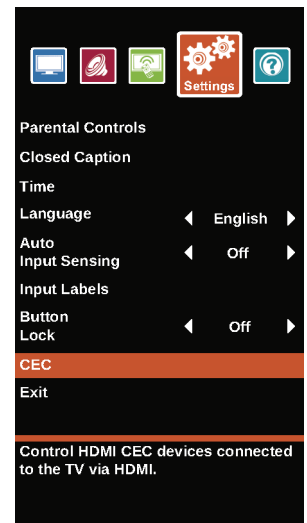 Settings
Parental Controls
Closed Caption
Time
Language English
Auto
Input Sensing Off
Input Labels
Button
Lock Off
CEC
Exit
Control HDMI CEC devices connected
to the TV via HDMI.